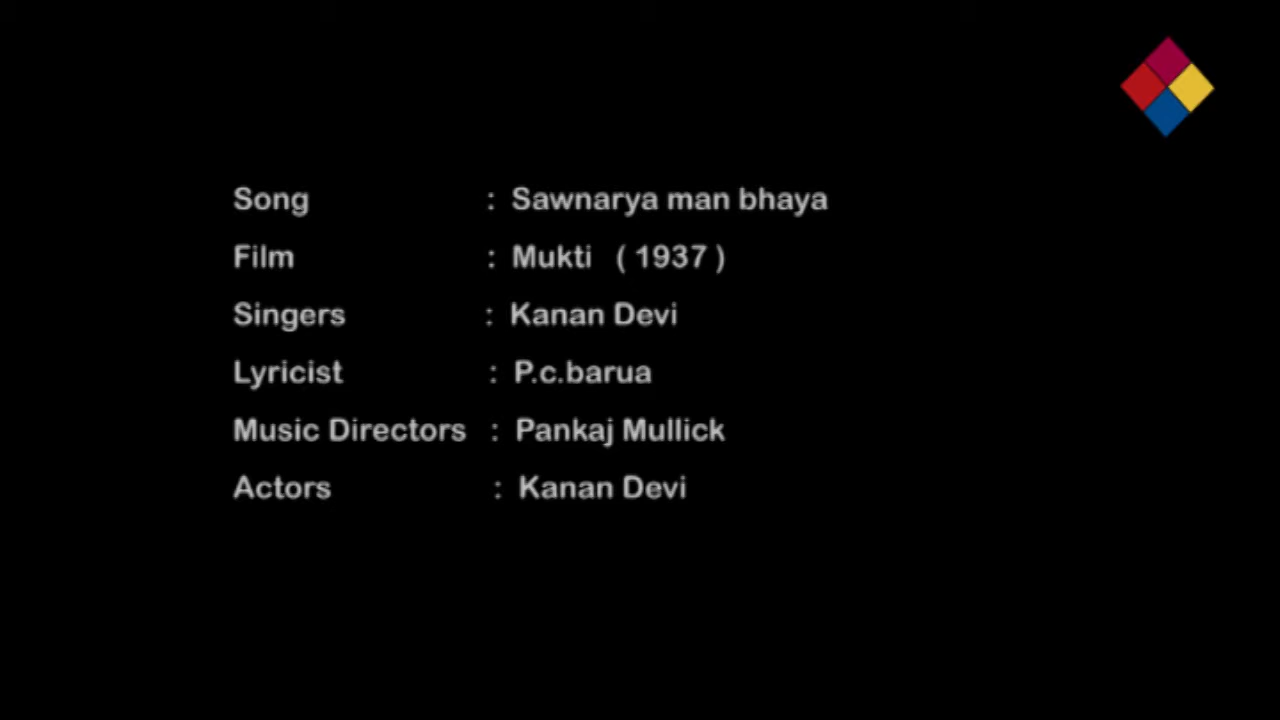 Song : Sawnarya man bhaya
Film : Mukti ( 1937 )
Singers : Kanan Devi
Lyricist : P.c.barua
Music Directors : Pankaj Mullick
Actors : Kanan Devi